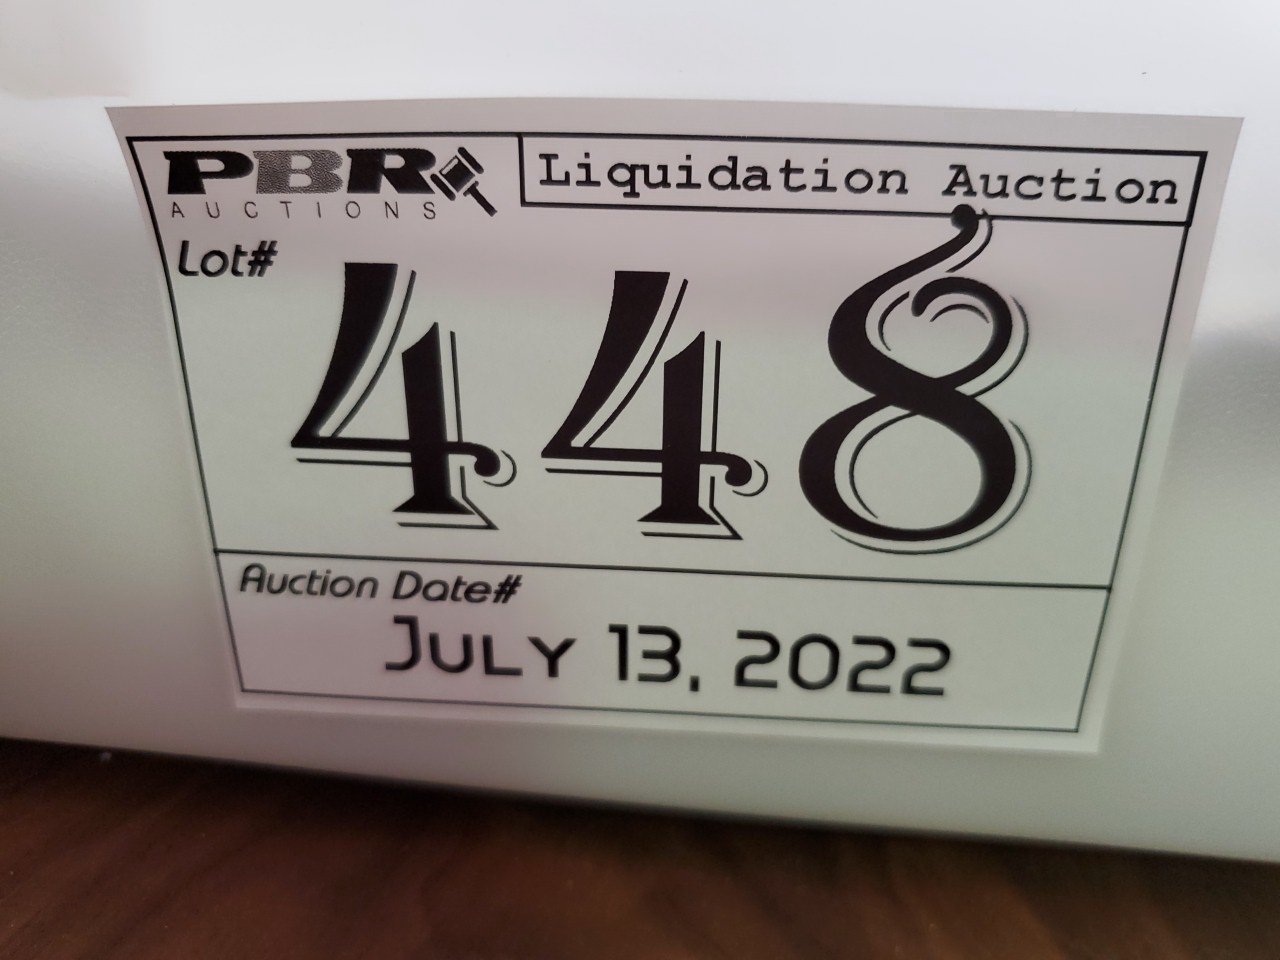 PBR
AUCTIONS
Liquidation Auction
Lot#
448
Auction Date#
July 13, 2022